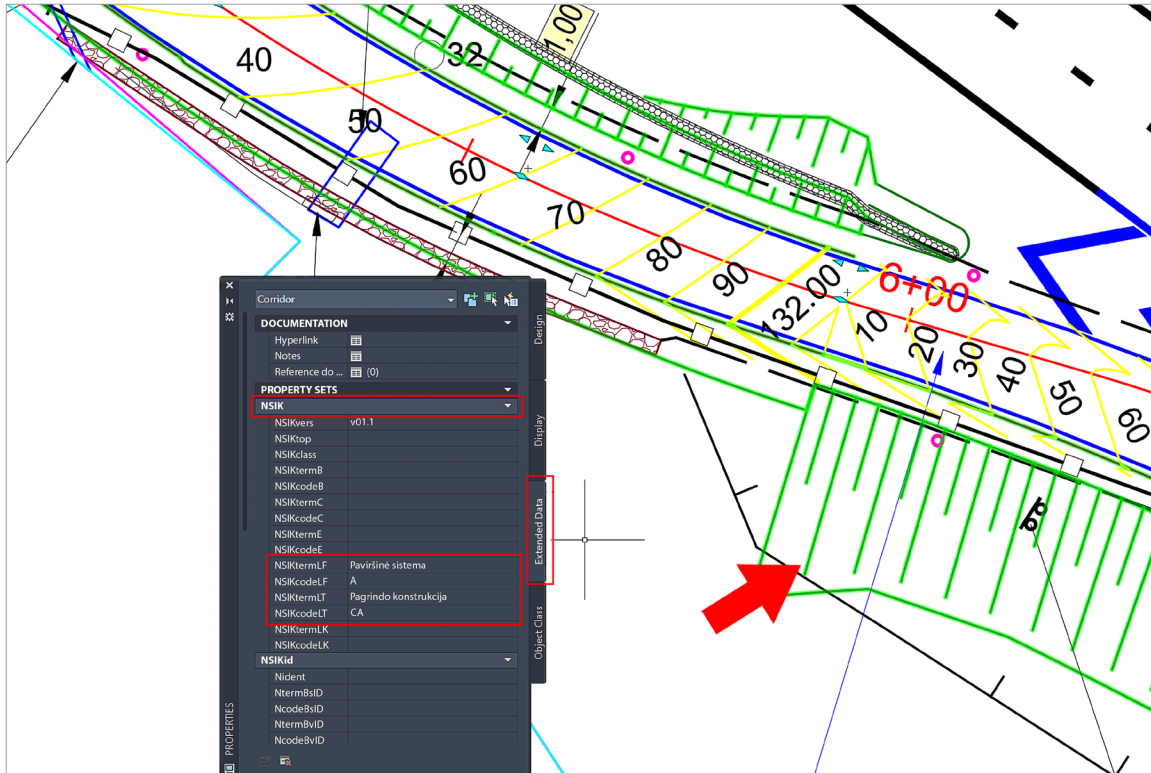 1,00
40
32
50
60
70
80
90
132.00
6+00
10
20
30
40
50
60
Corridor
DOCUMENTATION
Hyperlink
Notes
Reference do ... (0)
PROPERTY SETS
NSIK
NSIKvers v01.1
NSIKtop
NSIKclass
NSIKtermB
NSIKcodeB
NSIKtermC
NSIKcodeC
NSIKtermE
NSIKcodeE
NSIKtermLF Paviršinė sistema
NSIKcodeLF A
NSIKtermLT Pagrindo konstrukcija
NSIKcodeLT CA
NSIKtermLK
NSIKcodeLK
NSIKid
Nident
NtermBsID
NcodeBsID
NtermBvID
NcodeBvID
Design
Display
Extended Data
Object Class
PROPERTIES